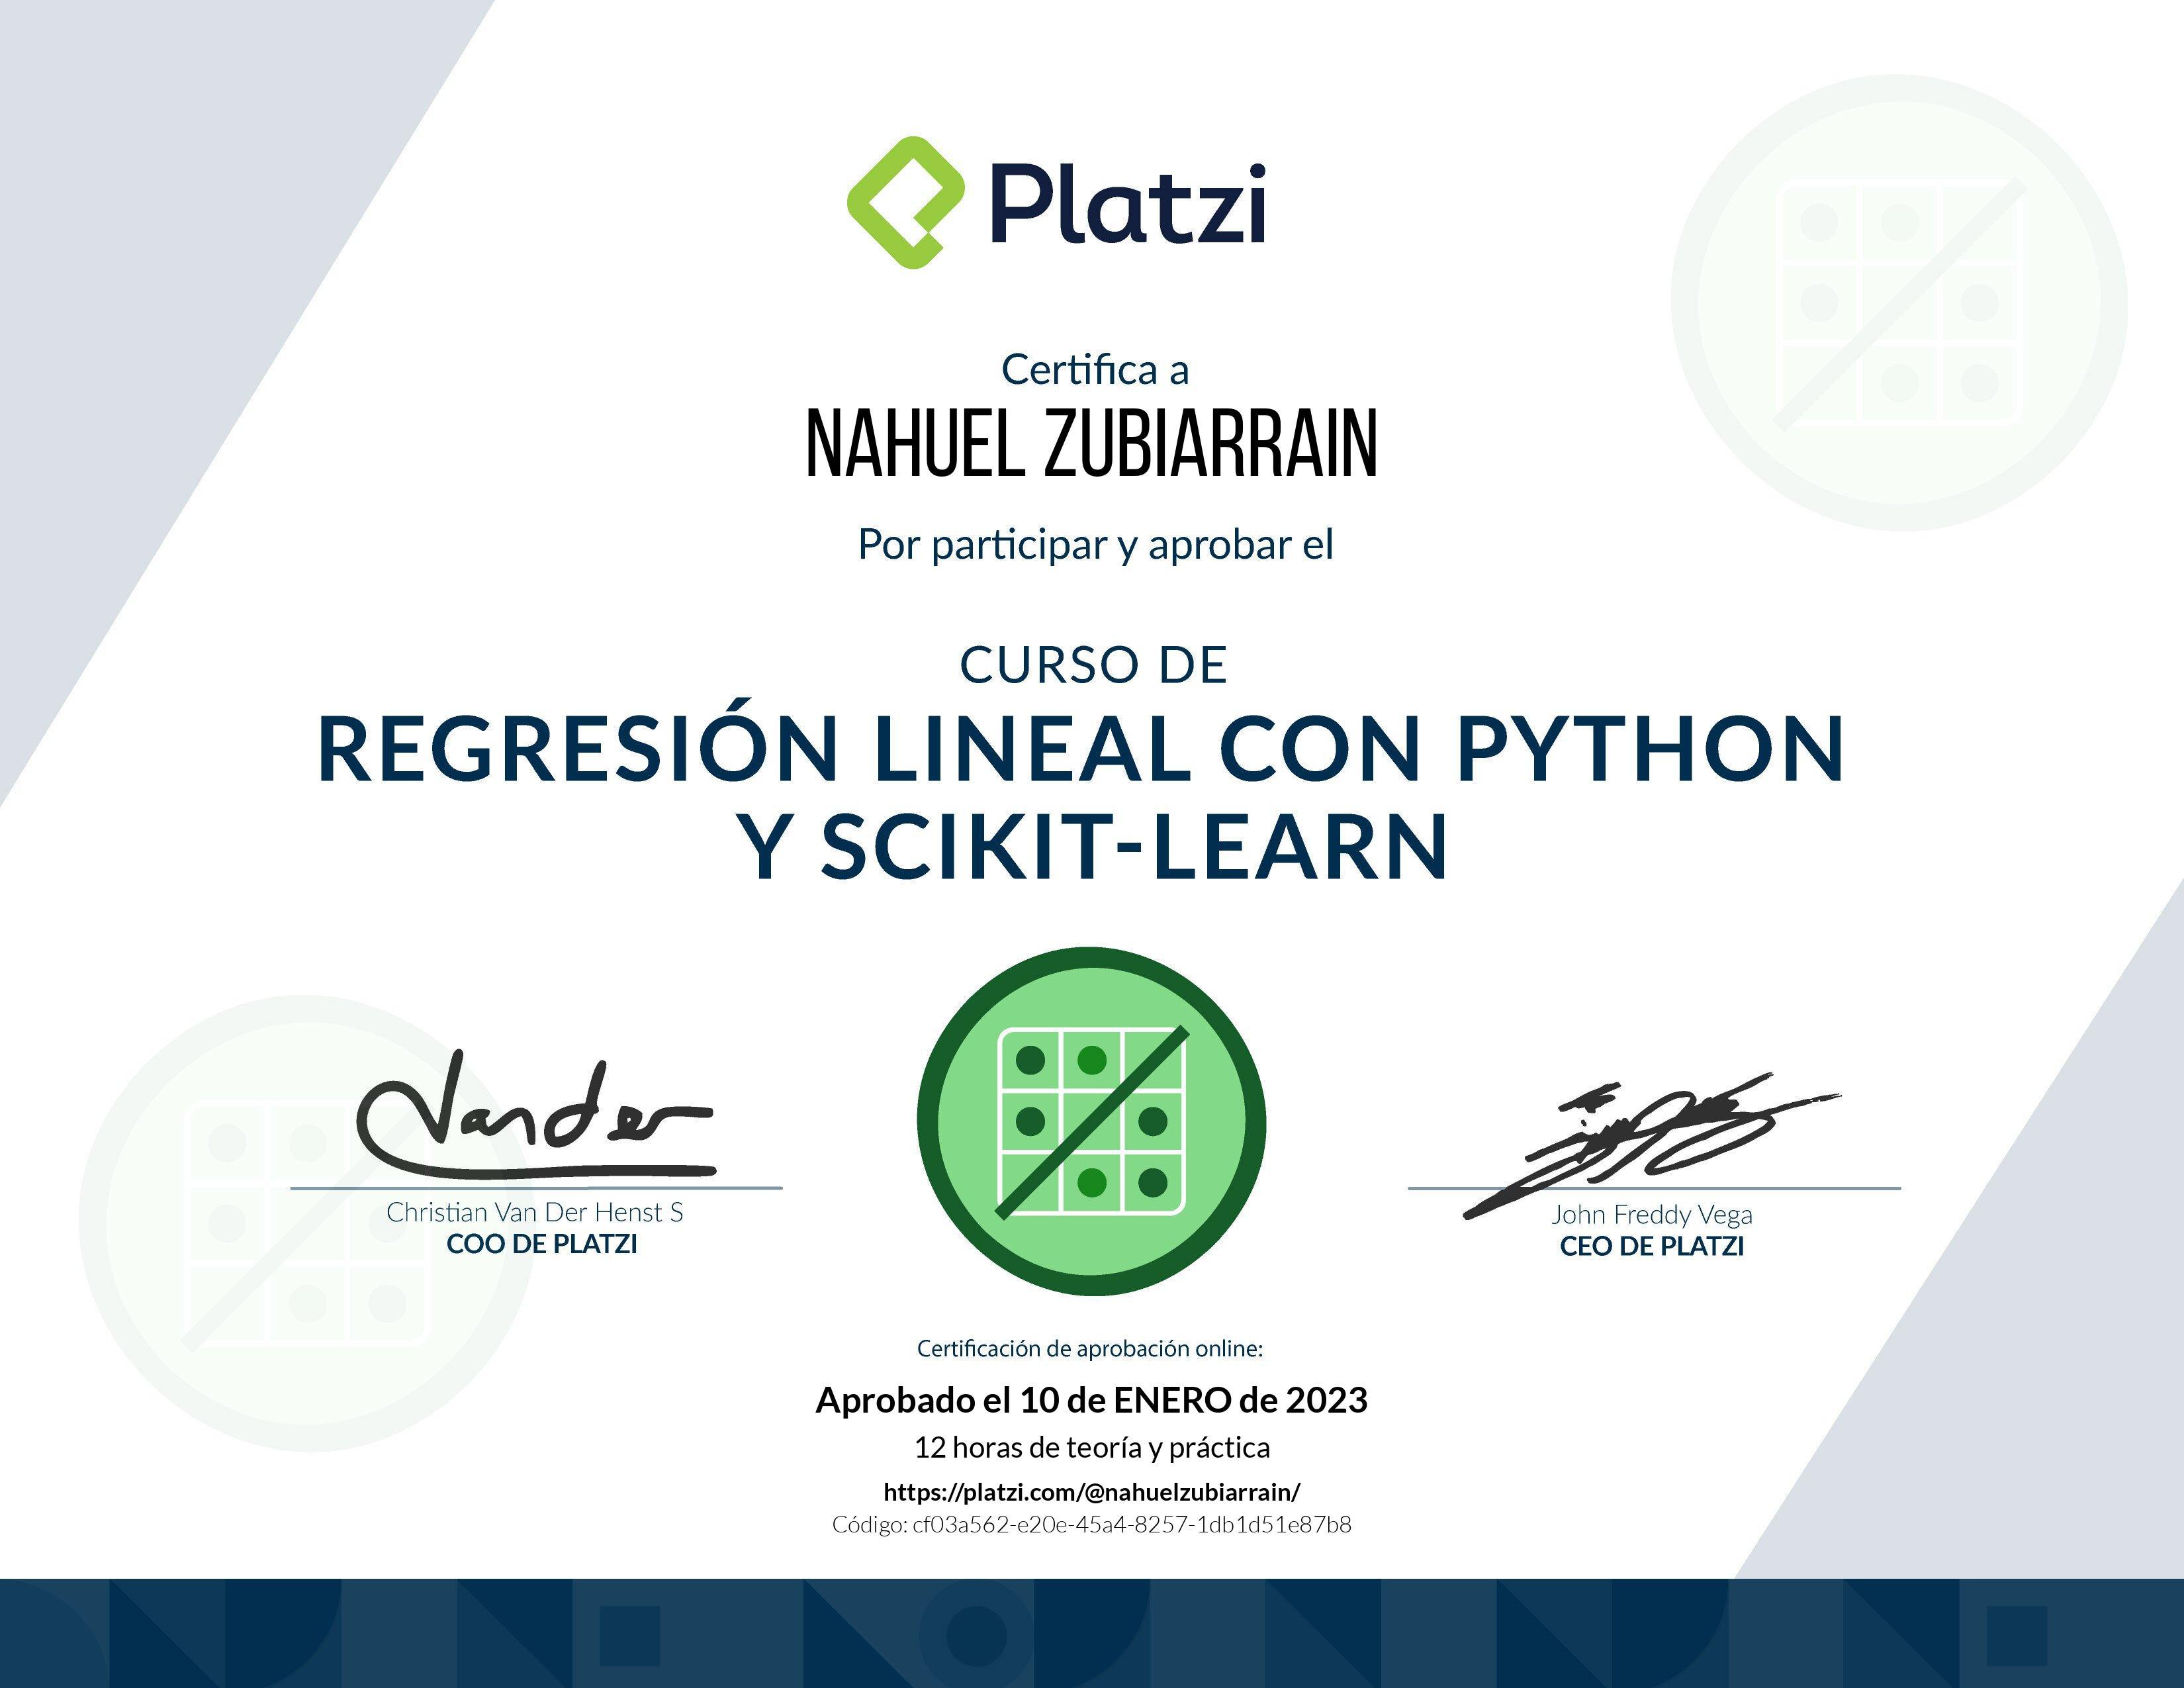 Platzi
Certifica a
NAHUEL ZUBIARRAIN
Por participar y aprobar el
CURSO DE
REGRESIÓN LINEAL CON PYTHON
Y SCIKIT-LEARN
Vander
Christian Van Der Henst S
COO DE PLATZI
John Freddy Vega
CEO DE PLATZI
Certificación de aprobación online:
Aprobado el 10 de ENERO de 2023
12 horas de teoría y práctica
https://platzi.com/@nahuelzubiarrain/
Código: cf03a562-e20e-45a4-8257-1db1d51e87b8